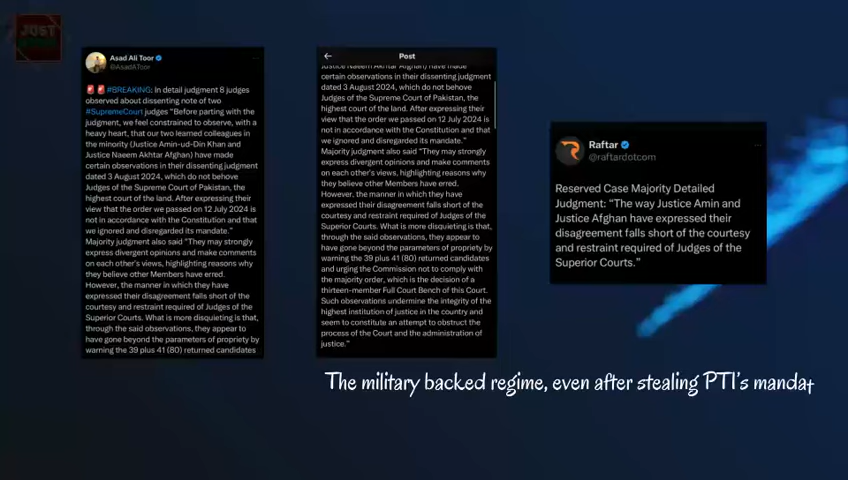 JUST
Asad Ali Toor
@AsadAToor
🚨🚨#BREAKING: In detail judgment 8 judges
observed about dissenting note of two
#SupremeCourt judges “Before parting with the
judgment, we feel constrained to observe, with a
heavy heart, that our two learned colleagues in
the minority (Justice Amin-ud-Din Khan and
Justice Naeem Akhtar Afghan) have made
certain observations in their dissenting judgment
dated 3 August 2024, which do not behove
Judges of the Supreme Court of Pakistan, the
highest court of the land. After expressing their
view that the order we passed on 12 July 2024 is
not in accordance with the Constitution and that
we ignored and disregarded its mandate.”
Majority judgment also said “They may strongly
express divergent opinions and make comments
on each other's views, highlighting reasons why
they believe other Members have erred.
However, the manner in which they have
expressed their disagreement falls short of the
courtesy and restraint required of Judges of the
Superior Courts. What is more disquieting is that,
through the said observations, they appear to
have gone beyond the parameters of propriety by
warning the 39 plus 41 (80) returned candidates
Post
Justice Naeem Akhtar Afghan) have made
certain observations in their dissenting judgment
dated 3 August 2024, which do not behove
Judges of the Supreme Court of Pakistan, the
highest court of the land. After expressing their
view that the order we passed on 12 July 2024 is
not in accordance with the Constitution and that
we ignored and disregarded its mandate.”
Majority judgment also said “They may strongly
express divergent opinions and make comments
on each other's views, highlighting reasons why
they believe other Members have erred.
However, the manner in which they have
expressed their disagreement falls short of the
courtesy and restraint required of Judges of the
Superior Courts. What is more disquieting is that,
through the said observations, they appear to
have gone beyond the parameters of propriety by
warning the 39 plus 41 (80) returned candidates
and urging the Commission not to comply with
the majority order, which is the decision of a
thirteen-member Full Court Bench of this Court.
Such observations undermine the integrity of the
highest institution of justice in the country and
seem to constitute an attempt to obstruct the
process of the Court and the administration of
justice.”
Raftar
@raftardotcom
Reserved Case Majority Detailed
Judgment: “The way Justice Amin and
Justice Afghan have expressed their
disagreement falls short of the courtesy
and restraint required of Judges of the
Superior Courts.”
The military backed regime, even after stealing PTI's mandat